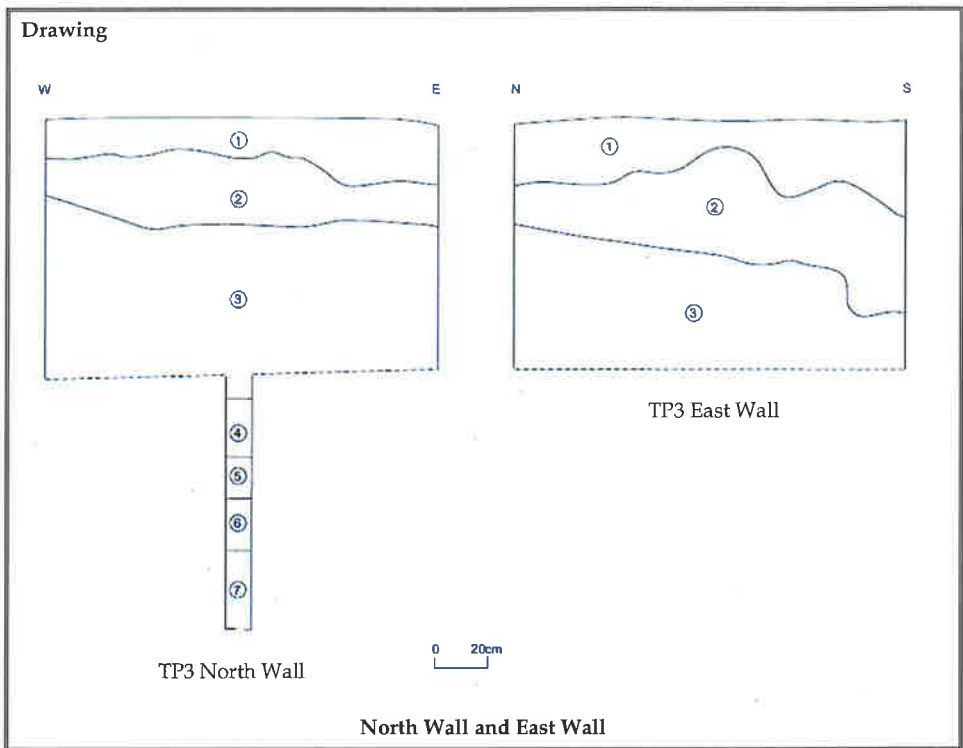 Drawing
W E N S
① ①
② ②
③ ③
TP3 East Wall
④
⑤
⑥
⑦
0 20cm
TP3 North Wall
North Wall and East Wall